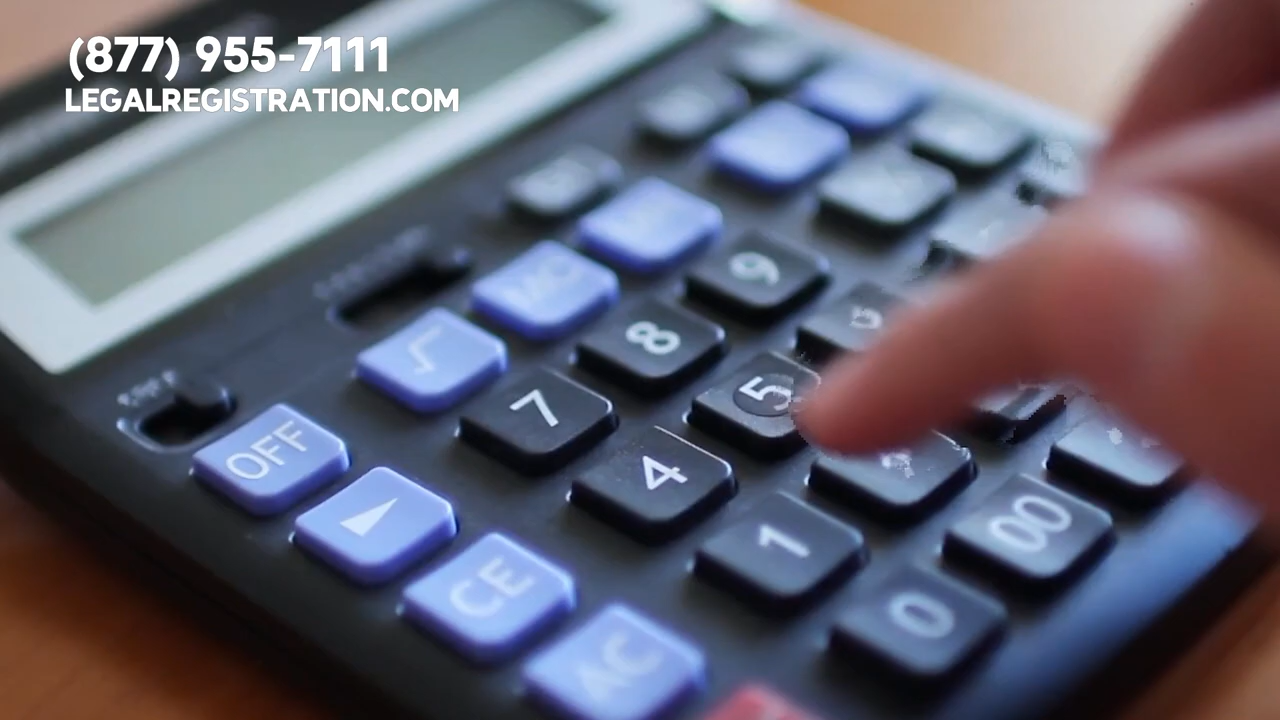 (877) 955-7111
LEGALREGISTRATION.COM
9
8
7
5
4
OFF
CE
1
00
0
AC